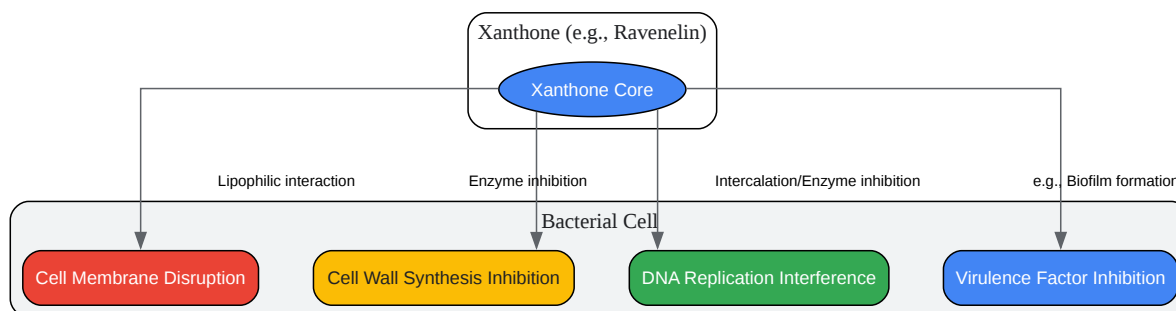 Xanthone (e.g., Ravenelin)
Xanthone Core
Lipophilic interaction
Enzyme inhibition
Intercalation/Enzyme inhibition
e.g., Biofilm formation
Bacterial Cell
Cell Membrane Disruption
Cell Wall Synthesis Inhibition
DNA Replication Interference
Virulence Factor Inhibition